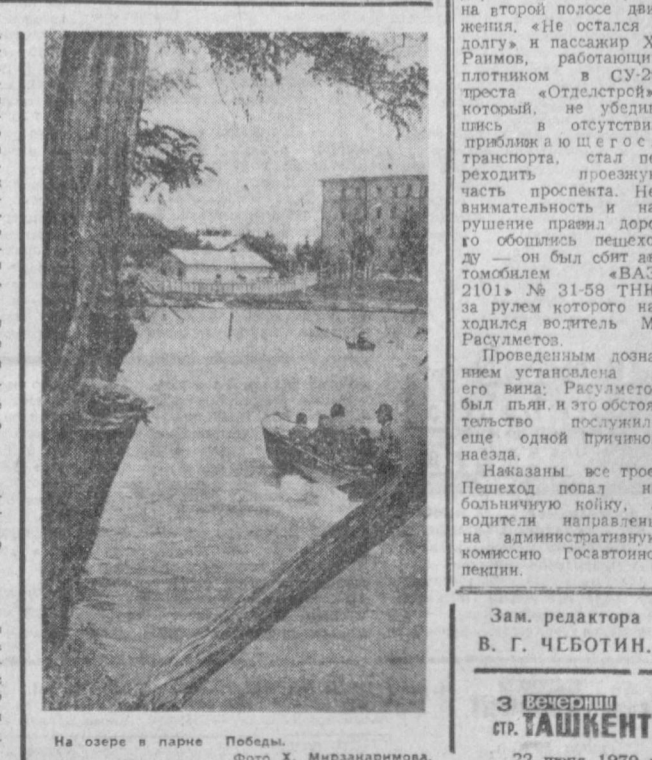 На озере в парке Победы.
Фото Х. Мирзакаримова.
на второй полосе дви
жения. «Не остался
долгу» и пассажир Х
Раимов, работающи
плотником в СУ-2
треста «Отделстрой»
который, не убедив
шись в отсутстви
приближающегос
транспорта, стал пе
реходить проезжую
часть проспекта. Не
внимательность и на
рушение правил доро
го обошлись пешехо
ду — он был сбит ав
томобилем «ВАЗ
2101» № 31-58 ТНК
за рулем которого на
ходился водитель М
Расулметов.
Проведенным дозна
нием установлена
его вина: Расулмето
был пьян, и это обстоя
тельство послужил
еще одной причино
наезда.
Наказаны все трое
Пешеход попал н
больничную койку,
водители направлены
на административную
комиссию Госавтоинс
пекции.
Зам. редактора
В. Г. ЧЕБОТИН.
3 вечерний
стр. ТАШКЕНТ
1979